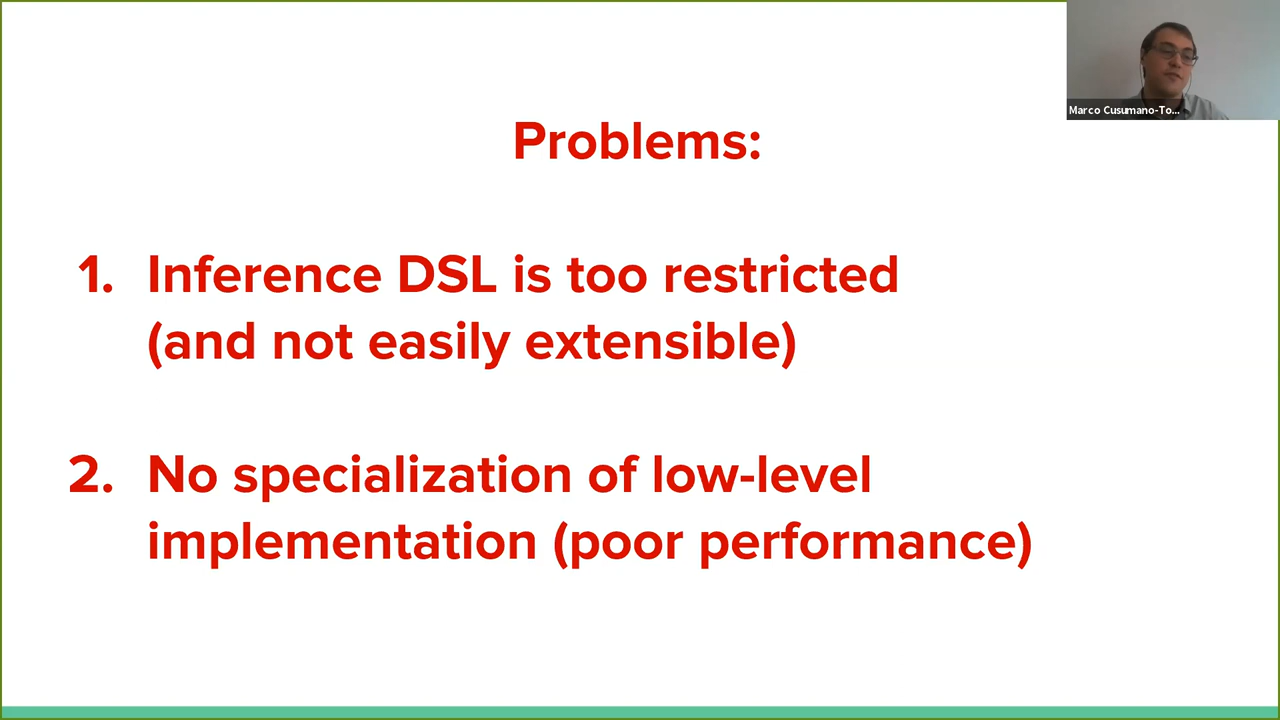 Marco Cusumano-To...
Problems:
1. Inference DSL is too restricted
(and not easily extensible)
2. No specialization of low-level
implementation (poor performance)